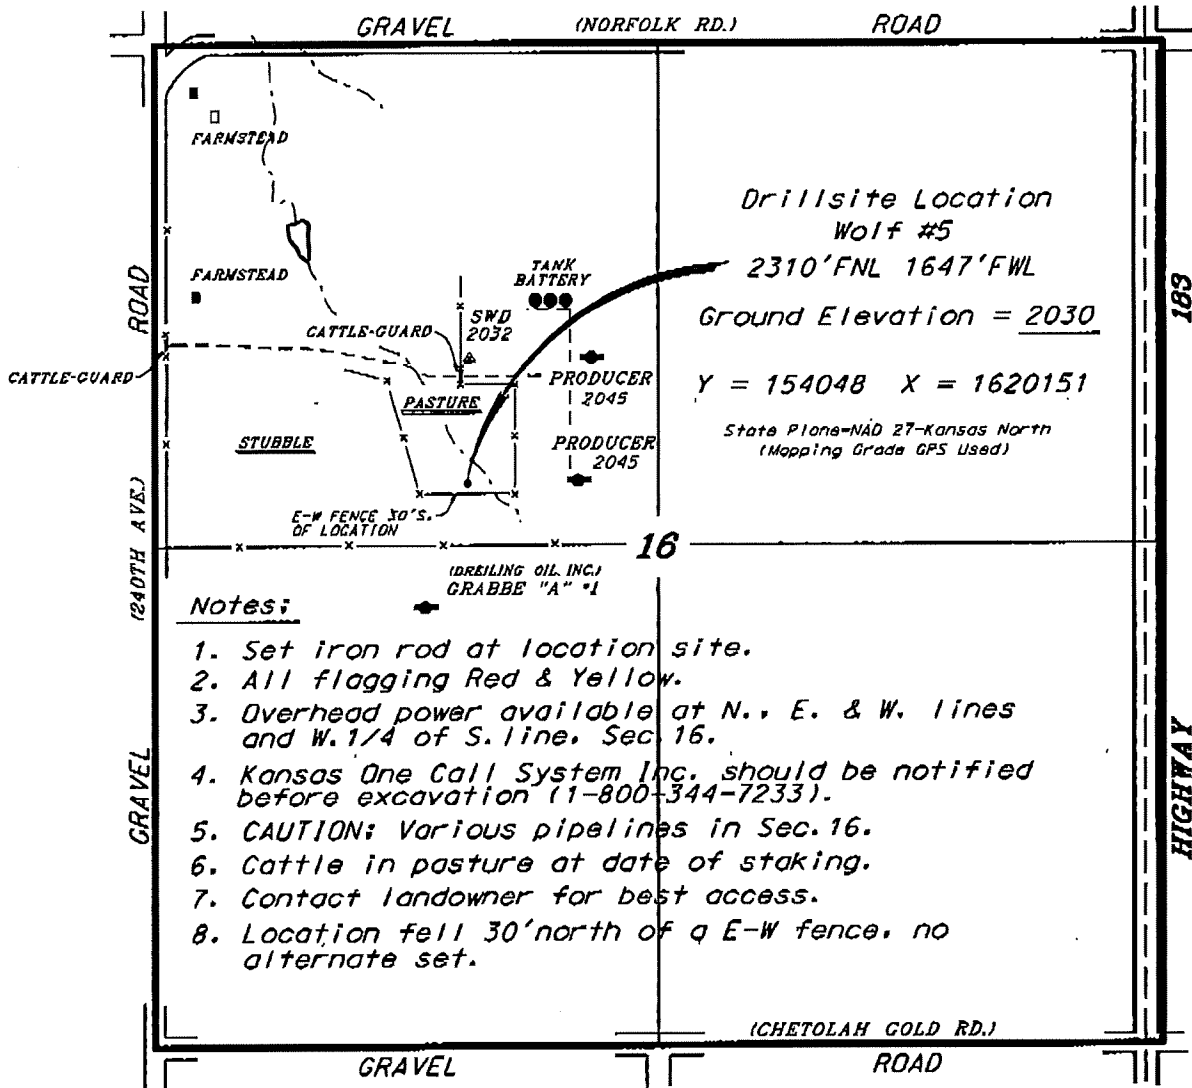 GRAVEL (NORFOLK RD.) ROAD
FARMSTEAD
Drillsite Location
Wolf #5
2310'FNL 1647'FWL
Ground Elevation = 2030
Y = 154048 X = 1620151
State Plane=NAD 27-Kansas North
(Mapping Grade GPS Used)
FARMSTEAD
TANK
BATTERY
SWD
2032
CATTLE-GUARD
CATTLE-GUARD
PRODUCER
2045
PASTURE
STUBBLE
PRODUCER
2045
E-W FENCE 30'S.
OF LOCATION
16
(DREILING OIL INC.)
GRABBE "A" #1
ROAD
(240TH AVE.)
GRAVEL
183
HIGHWAY
Notes:
1. Set iron rod at location site.
2. All flagging Red & Yellow.
3. Overhead power available at N., E. & W. lines
and W.1/4 of S.line, Sec.16.
4. Kansas One Call System Inc. should be notified
before excavation (1-800-344-7233).
5. CAUTION: Various pipelines in Sec.16.
6. Cattle in pasture at date of staking.
7. Contact landowner for best access.
8. Location fell 30'north of a E-W fence, no
alternate set.
(CHETOLAH GOLD RD.)
GRAVEL ROAD